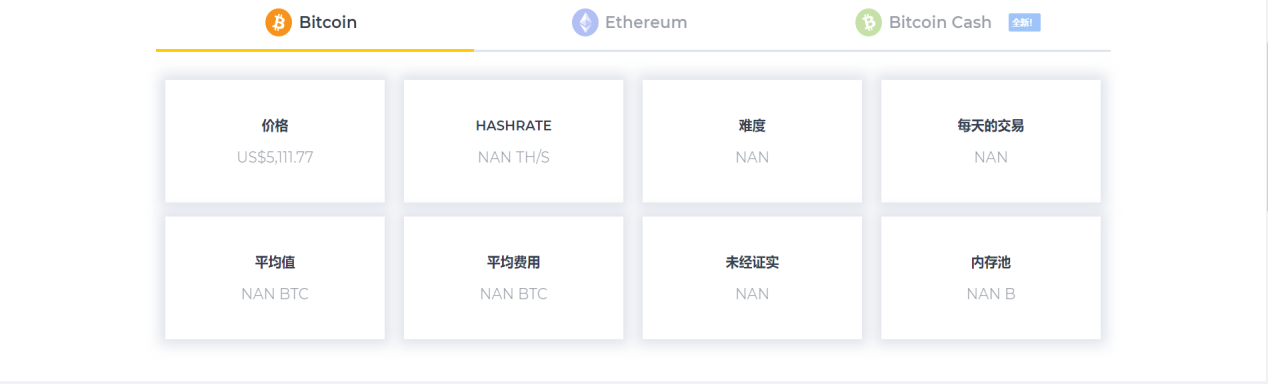 Bitcoin
Ethereum
Bitcoin Cash 全新!
价格
US$5,111.77
HASHRATE
NAN TH/S
难度
NAN
每天的交易
NAN
平均值
NAN BTC
平均费用
NAN BTC
未经证实
NAN
内存池
NAN B